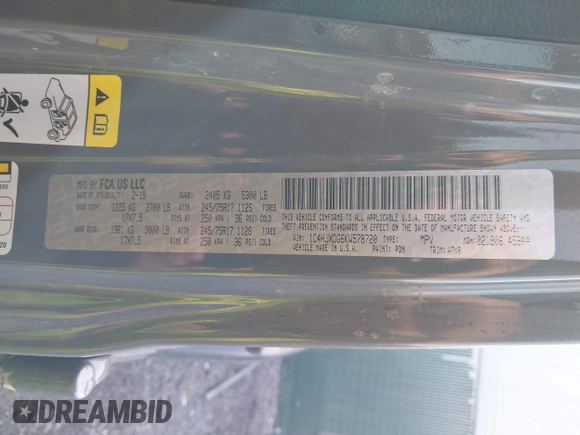 MFD BY FCA US LLC
DATE OF MFR 2-19 GVWR: 2405 KG 5300 LB
GAWR FRONT: 1225 KG 2700 LB 245/75R17 112S TIRES
17X7.5 RIMS AT 250 KPA/ 36 PSI COLD
GAWR REAR: 1361 KG 3000 LB 245/75R17 112S TIRES
17X7.5 RIMS AT 250 KPA/ 36 PSI COLD
THIS VEHICLE CONFORMS TO ALL APPLICABLE U.S.A. FEDERAL MOTOR VEHICLE SAFETY AND
THEFT PREVENTION STANDARDS IN EFFECT ON THE DATE OF MANUFACTURE SHOWN ABOVE
VIN: 1C4HJXDG6KW578720 TYPE: MPV MDH: 021906
VEHICLE MADE IN U.S.A. PAINT: PDN TRIM: A7X9
DREAMBID